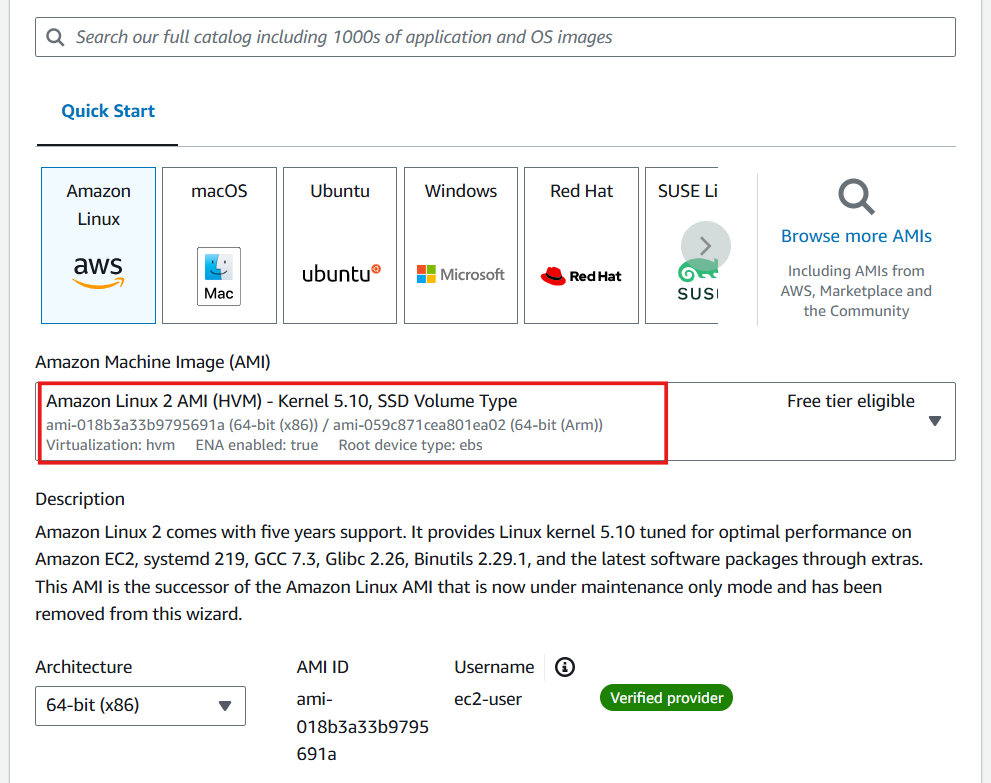 Search our full catalog including 1000s of application and OS images
Quick Start
Amazon
Linux
aws
macOS
Mac
Ubuntu
ubuntu
Windows
Microsoft
Red Hat
Red Hat
SUSE Li
SUS
Browse more AMIs
Including AMIs from
AWS, Marketplace and
the Community
Amazon Machine Image (AMI)
Amazon Linux 2 AMI (HVM) - Kernel 5.10, SSD Volume Type
Free tier eligible
ami-018b3a33b9795691a (64-bit (x86)) / ami-059c871cea801ea02 (64-bit (Arm))
Virtualization: hvm ENA enabled: true Root device type: ebs
Description
Amazon Linux 2 comes with five years support. It provides Linux kernel 5.10 tuned for optimal performance on
Amazon EC2, systemd 219, GCC 7.3, Glibc 2.26, Binutils 2.29.1, and the latest software packages through extras.
This AMI is the successor of the Amazon Linux AMI that is now under maintenance only mode and has been
removed from this wizard.
Architecture
64-bit (x86)
AMI ID
ami-
018b3a33b9795
691a
Username
ec2-user
Verified provider